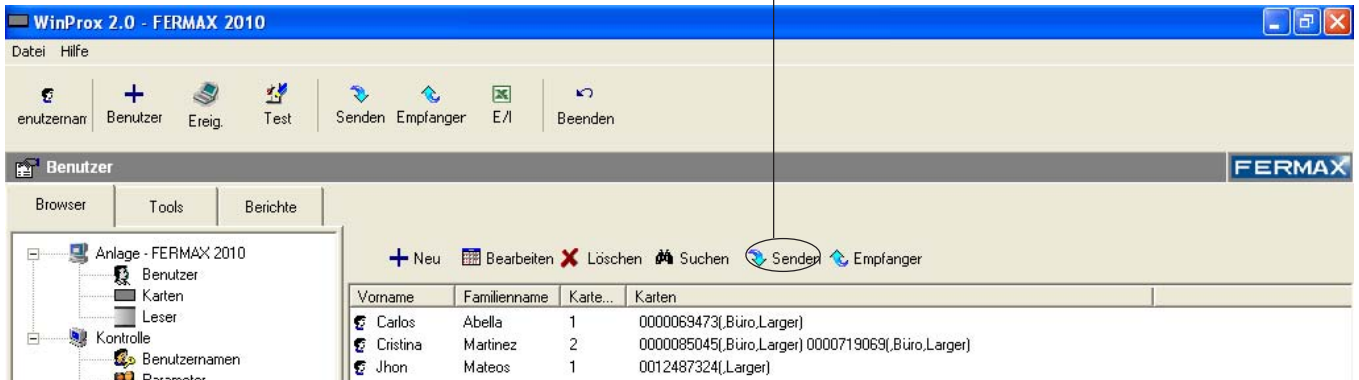 WinProx 2.0 - FERMAX 2010
Datei Hilfe
enutzernan Benutzer Ereig. Test Senden Empfanger E/I Beenden
Benutzer FERMAX
Browser Tools Berichte
Anlage - FERMAX 2010
Benutzer
Karten
Leser
Kontrolle
Benutzernamen
Parameter
Neu Bearbeiten Löschen Suchen Senden Empfanger
Vorname Familienname Karte... Karten
Carlos Abella 1 0000069473(,Büro,Larger)
Cristina Martinez 2 0000085045(,Büro,Larger) 0000719069(,Büro,Larger)
Jhon Mateos 1 0012487324(,Larger)